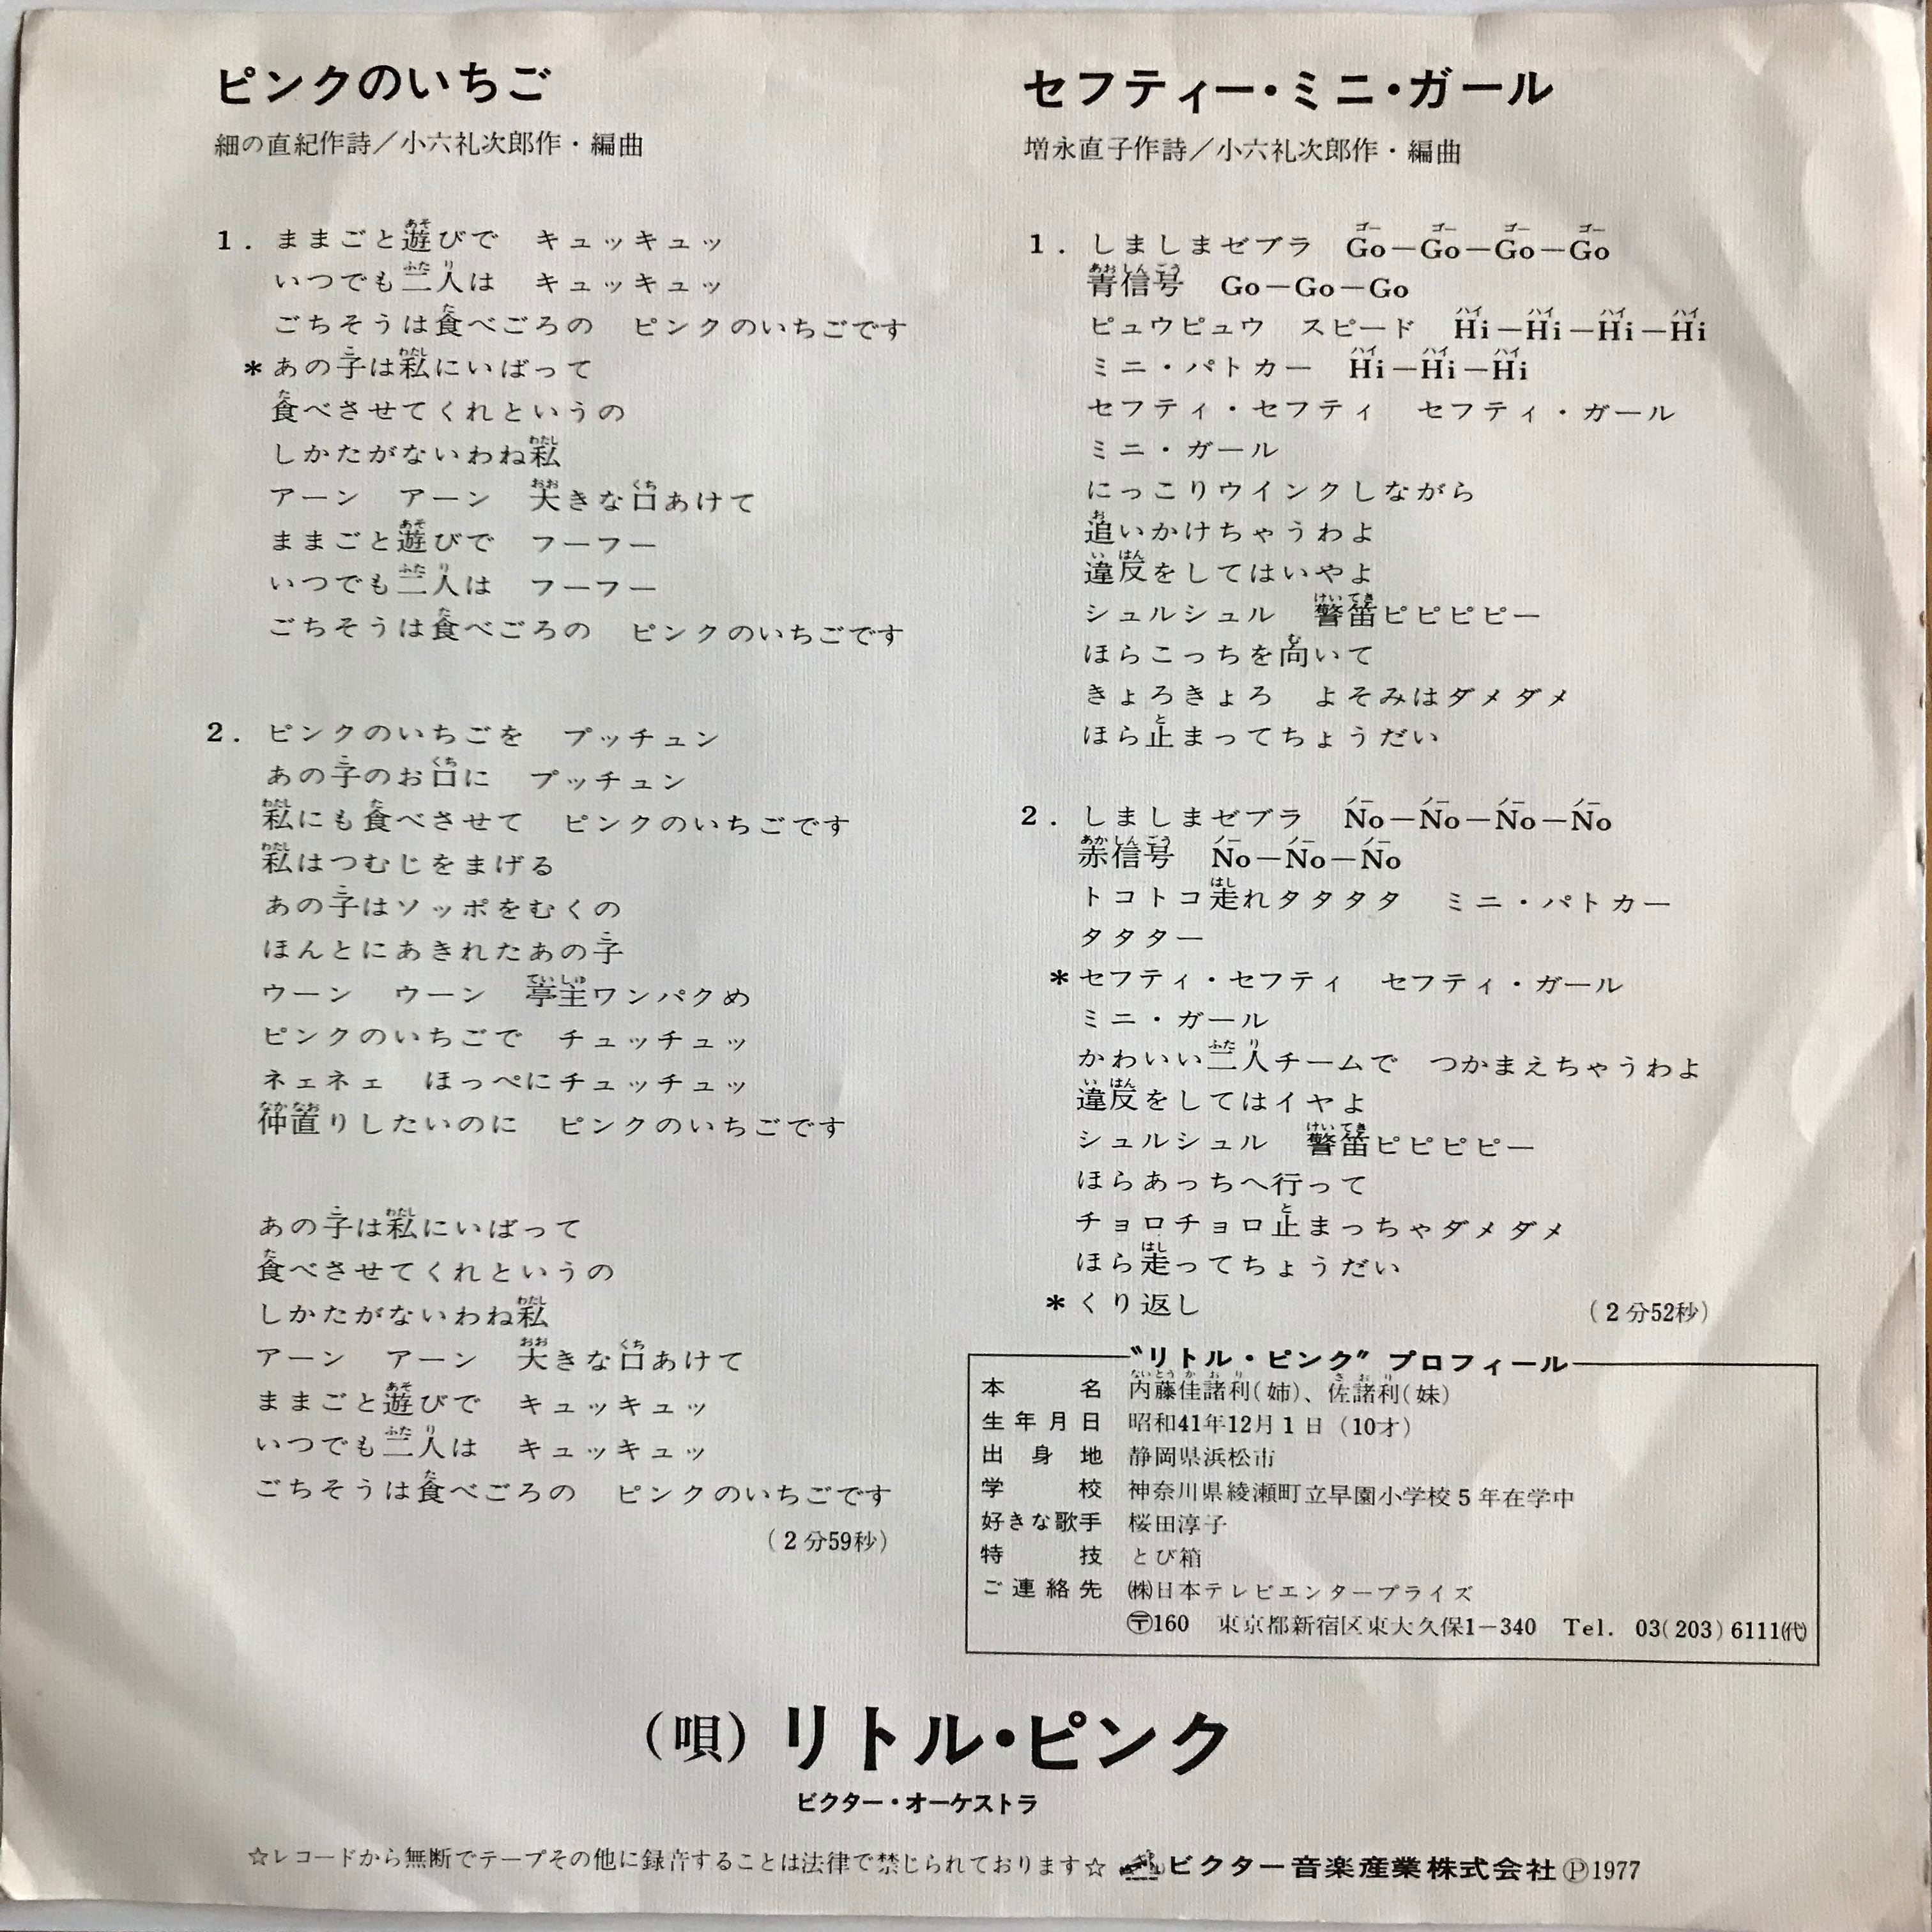 ピンクのいちご
細の直紀作詩／小六礼次郎作・編曲
1. ままごと遊びで　キュッキュッ
いつでも二人は　キュッキュッ
ごちそうは食べごろの　ピンクのいちごです
*あの子は私にいばって
食べさせてくれというの
しかたがないわね私
アーン　アーン　大きな口あけて
ままごと遊びで　フーフー
いつでも二人は　フーフー
ごちそうは食べごろの　ピンクのいちごです
2. ピンクのいちごを　プッチュン
あの子のお口に　プッチュン
私にも食べさせて　ピンクのいちごです
私はつむじをまげる
あの子はソッポをむくの
ほんとにあきれたあの子
ウーン　ウーン　亭主ワンパクめ
ピンクのいちごで　チュッチュッ
ネェネェ　ほっぺにチュッチュッ
仲置りしたいのに　ピンクのいちごです
あの子は私にいばって
食べさせてくれというの
しかたがないわね私
アーン　アーン　大きな口あけて
ままごと遊びで　キュッキュッ
いつでも二人は　キュッキュッ
ごちそうは食べごろの　ピンクのいちごです
（2分59秒）
セフティー・ミニ・ガール
増永直子作詩／小六礼次郎作・編曲
1. しましまゼブラ　Go－Go－Go－Go
青信号　Go－Go－Go
ピュウピュウ　スピード　Hi－Hi－Hi－Hi
ミニ・パトカー　Hi－Hi－Hi
セフティ・セフティ　セフティ・ガール
ミニ・ガール
にっこりウインクしながら
追いかけちゃうわよ
違反をしてはいやよ
シュルシュル　警笛ピピピピー
ほらこっちを向いて
きょろきょろ　よそみはダメダメ
ほら止まってちょうだい
2. しましまゼブラ　No－No－No－No
赤信号　No－No－No
トコトコ走れタタタタ　ミニ・パトカー
タタター
*セフティ・セフティ　セフティ・ガール
ミニ・ガール
かわいい二人チームで　つかまえちゃうわよ
違反をしてはイヤよ
シュルシュル　警笛ピピピピー
ほらあっちへ行って
チョロチョロ止まっちゃダメダメ
ほら走ってちょうだい
*くり返し
（2分52秒）
〝リトル・ピンク〞プロフィール
本名　内藤佳諸利(姉)、佐諸利(妹)
生年月日　昭和41年12月1日（10才）
出身地　静岡県浜松市
学校　神奈川県綾瀬町立早園小学校5年在学中
好きな歌手　桜田淳子
特技　とび箱
ご連絡先　㈱日本テレビエンタープライズ
〒160　東京都新宿区東大久保1－340　Tel. 03(203)6111㈹
（唄）リトル・ピンク
ビクター・オーケストラ
☆レコードから無断でテープその他に録音することは法律で禁じられております☆ ビクター音楽産業株式会社Ⓟ1977